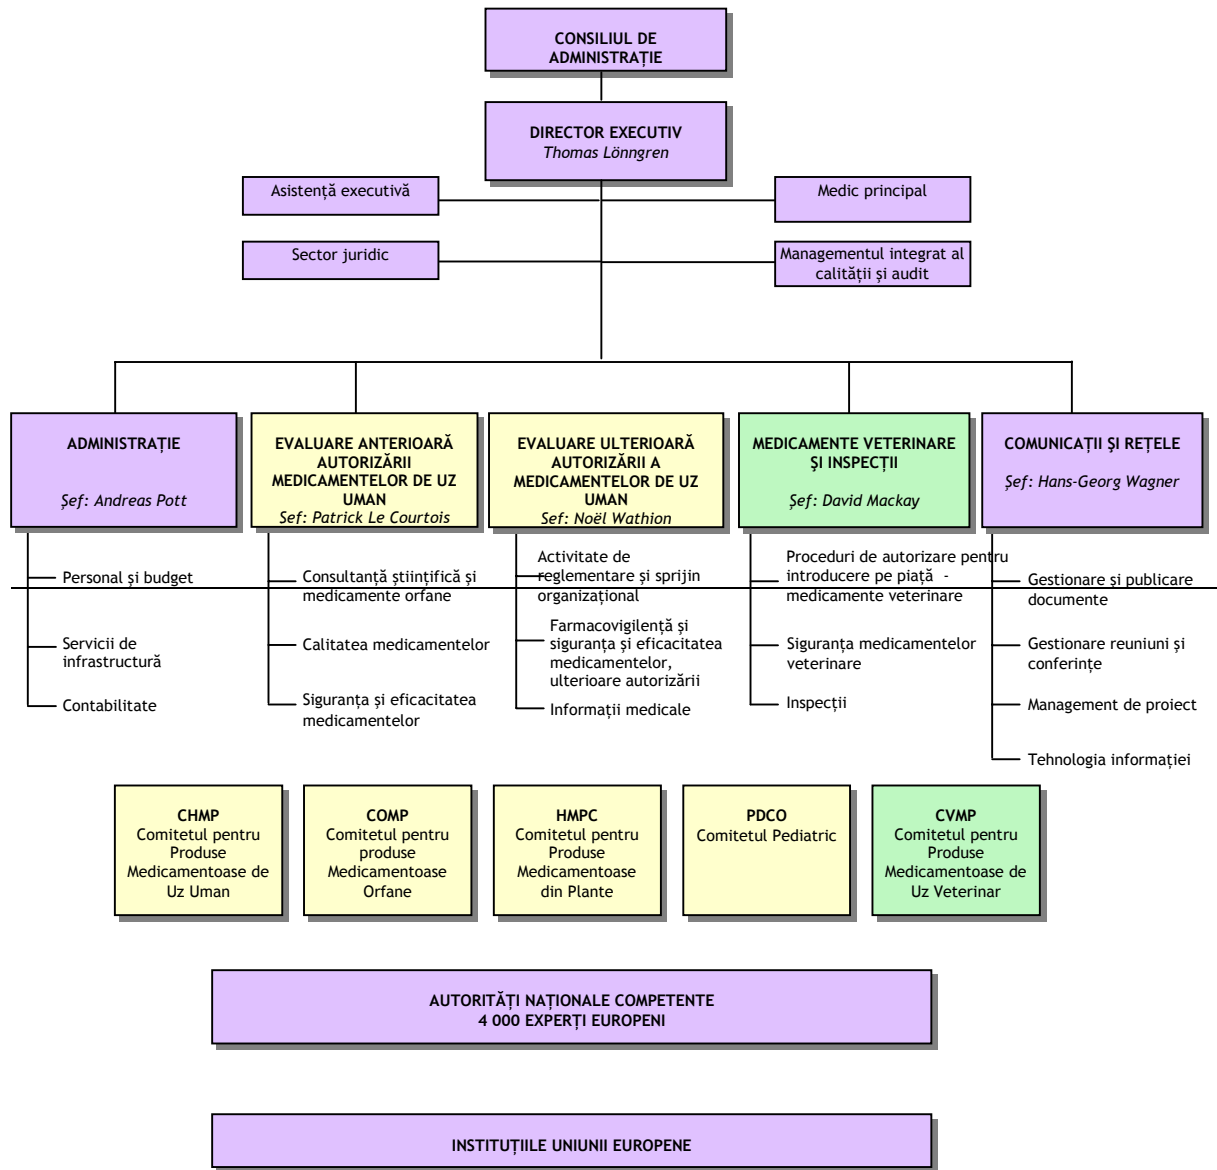 CONSILIUL DE
ADMINISTRAȚIE
DIRECTOR EXECUTIV
Thomas Lönngren
Asistență executivă
Medic principal
Sector juridic
Managementul integrat al
calității și audit
ADMINISTRAȚIE
Șef: Andreas Pott
EVALUARE ANTERIOARĂ
AUTORIZĂRII
MEDICAMENTELOR DE UZ
UMAN
Șef: Patrick Le Courtois
EVALUARE ULTERIOARĂ
AUTORIZĂRII A
MEDICAMENTELOR DE UZ
UMAN
Șef: Noël Wathion
MEDICAMENTE VETERINARE
ȘI INSPECȚII
Șef: David Mackay
COMUNICAȚII ȘI REȚELE
Șef: Hans-Georg Wagner
Personal și budget
Servicii de
infrastructură
Contabilitate
Consultanță științifică și
medicamente orfane
Calitatea medicamentelor
Siguranța și eficacitatea
medicamentelor
Activitate de
reglementare și sprijin
organizațional
Farmacovigilență și
siguranța și eficacitatea
medicamentelor,
ulterioare autorizării
Informații medicale
Proceduri de autorizare pentru
introducere pe piață -
medicamente veterinare
Siguranța medicamentelor
veterinare
Inspecții
Gestionare și publicare
documente
Gestionare reuniuni și
conferințe
Management de proiect
Tehnologia informației
CHMP
Comitetul pentru
Produse
Medicamentoase de
Uz Uman
COMP
Comitetul pentru
produse
Medicamentoase
Orfane
HMPC
Comitetul pentru
Produse
Medicamentoase
din Plante
PDCO
Comitetul Pediatric
CVMP
Comitetul pentru
Produse
Medicamentoase de
Uz Veterinar
AUTORITĂȚI NAȚIONALE COMPETENTE
4 000 EXPERȚI EUROPENI
INSTITUȚIILE UNIUNII EUROPENE